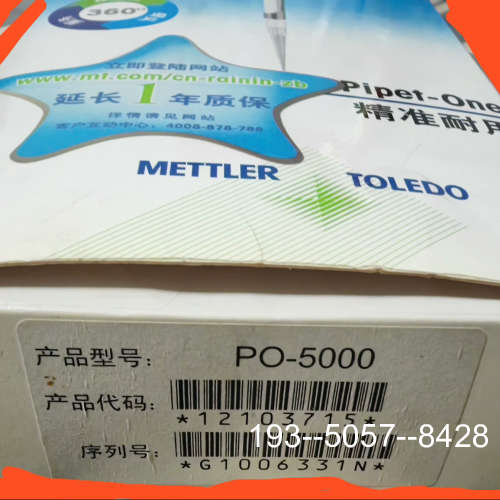 360°
立即登陆网站
www.mt.com/cn-rainin-zb
延长1年质保
详情请见网站
客户互动中心：4008-878-788
Pipet-One
精准耐用
METTLER TOLEDO
产品型号： PO-5000
产品代码： *12103715*
193--5057--8428
序列号： *G1006331N*